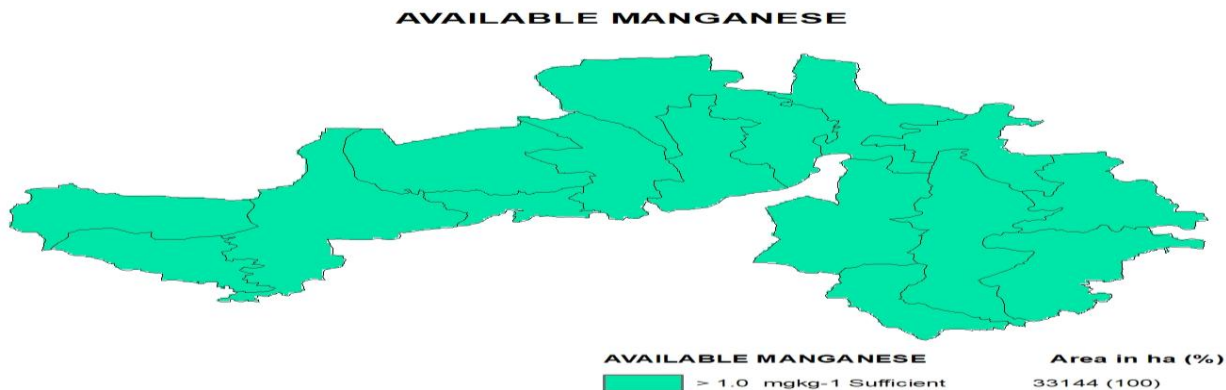 AVAILABLE MANGANESE
AVAILABLE MANGANESE Area in ha (%)
> 1.0 mgkg-1 Sufficient 33144 (100)